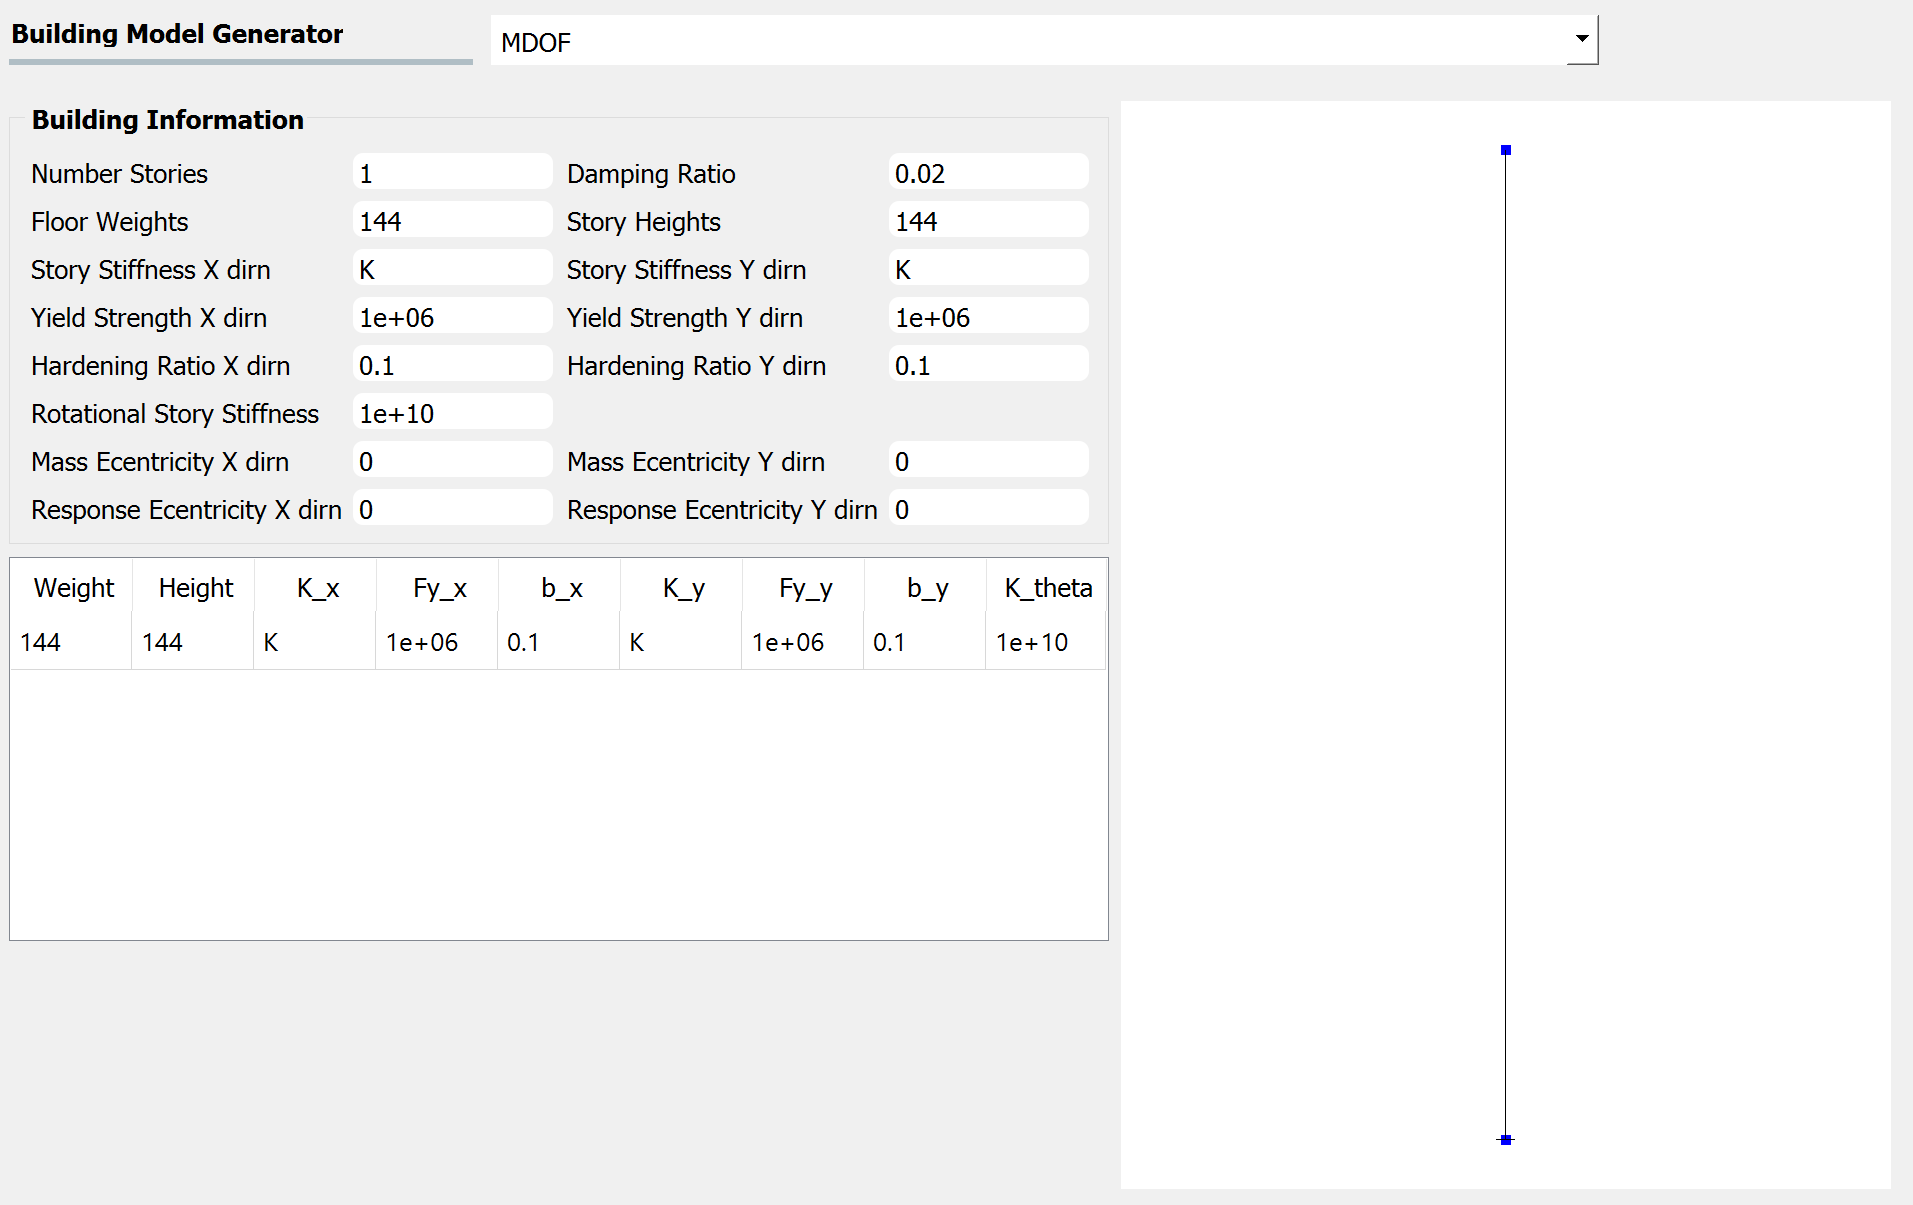 Building Model Generator MDOF
Building Information
Number Stories 1 Damping Ratio 0.02
Floor Weights 144 Story Heights 144
Story Stiffness X dirn K Story Stiffness Y dirn K
Yield Strength X dirn 1e+06 Yield Strength Y dirn 1e+06
Hardening Ratio X dirn 0.1 Hardening Ratio Y dirn 0.1
Rotational Story Stiffness 1e+10
Mass Ecentricity X dirn 0 Mass Ecentricity Y dirn 0
Response Ecentricity X dirn 0 Response Ecentricity Y dirn 0
Weight Height K_x Fy_x b_x K_y Fy_y b_y K_theta
144 144 K 1e+06 0.1 K 1e+06 0.1 1e+10